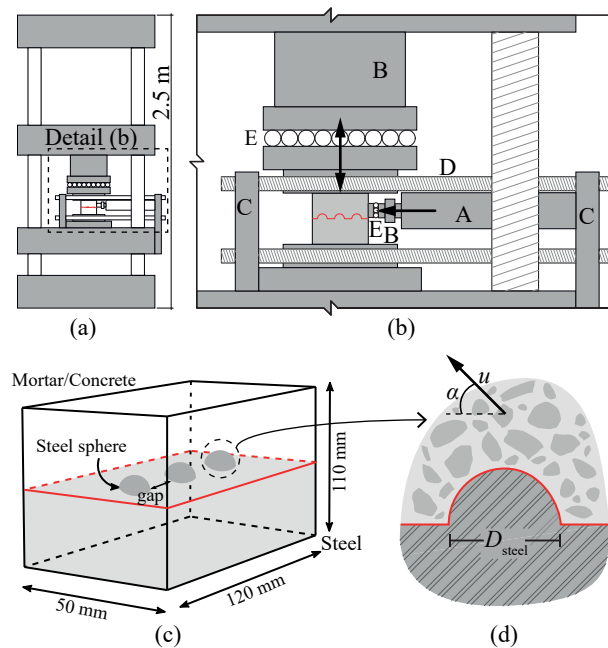 Detail (b)
2.5 m
(a)
B
E
D
C
A
C
E
B
(b)
Mortar/Concrete
Steel sphere
gap
110 mm
Steel
50 mm
120 mm
(c)
u
α
D steel
(d)